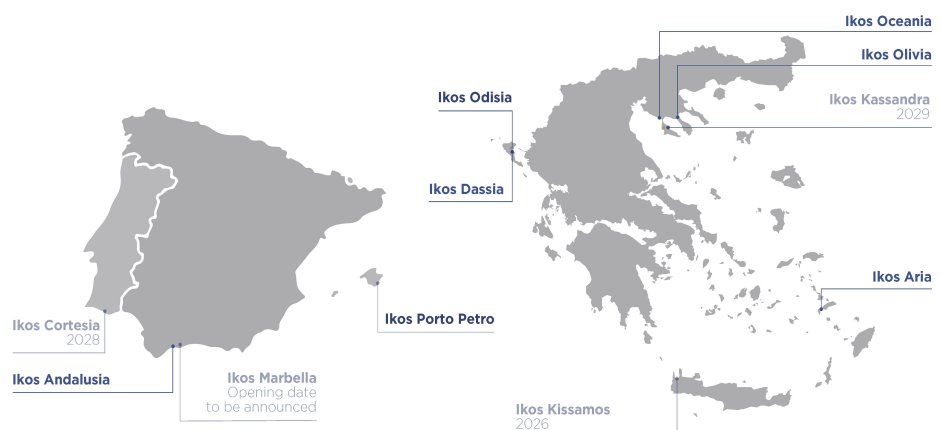 Ikos Oceania
Ikos Olivia
Ikos Kassandra
2029
Ikos Odisia
Ikos Dassia
Ikos Aria
Ikos Porto Petro
Ikos Cortesia
2028
Ikos Andalusia
Ikos Marbella
Opening date
to be announced
Ikos Kissamos
2026